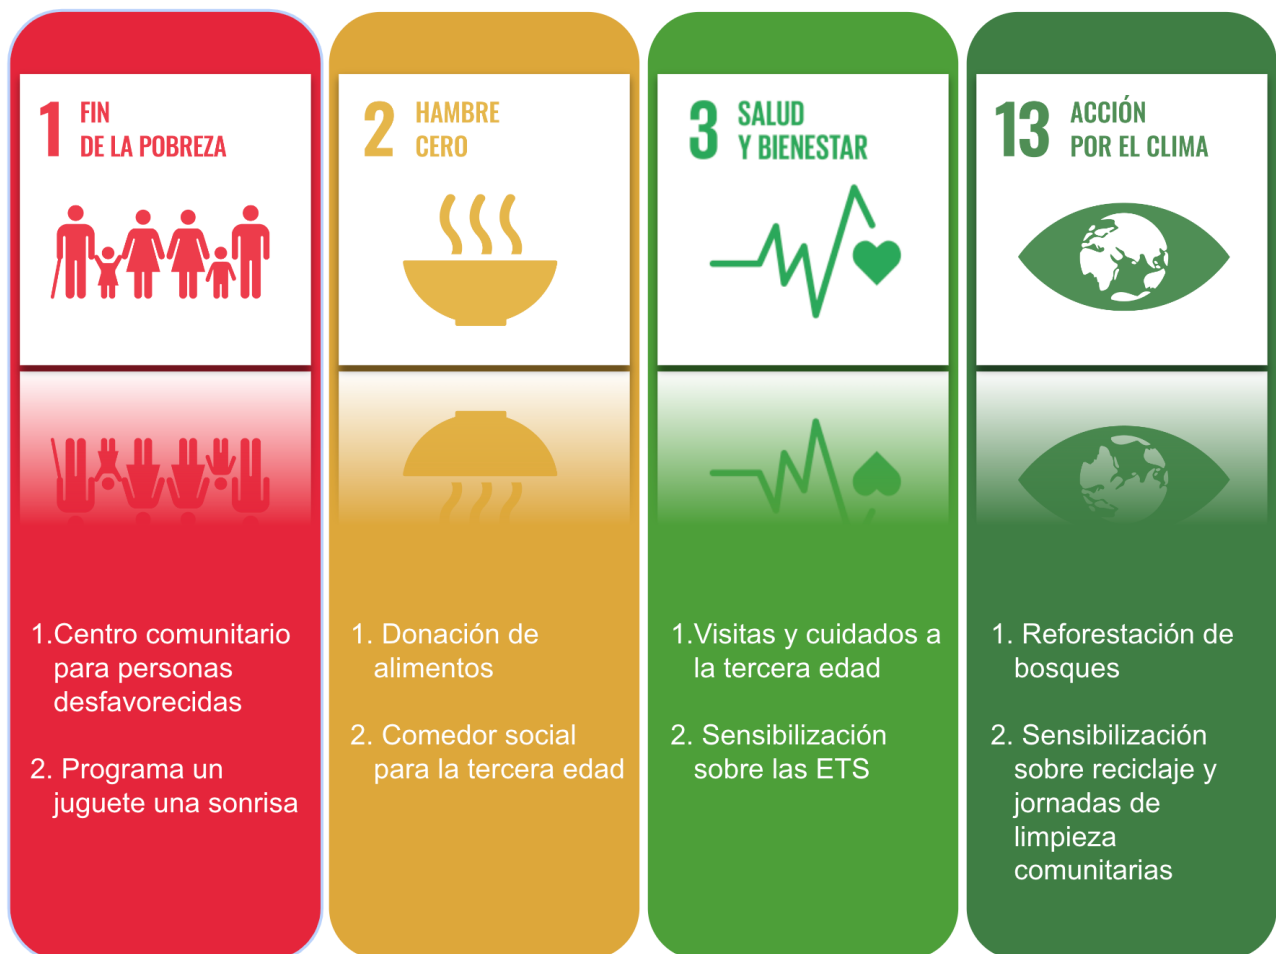 1 FIN
DE LA POBREZA
1.Centro comunitario
para personas
desfavorecidas
2. Programa un
juguete una sonrisa
2 HAMBRE
CERO
1. Donación de
alimentos
2. Comedor social
para la tercera edad
3 SALUD
Y BIENESTAR
1.Visitas y cuidados a
la tercera edad
2. Sensibilización
sobre las ETS
13 ACCIÓN
POR EL CLIMA
1. Reforestación de
bosques
2. Sensibilización
sobre reciclaje y
jornadas de
limpieza
comunitarias